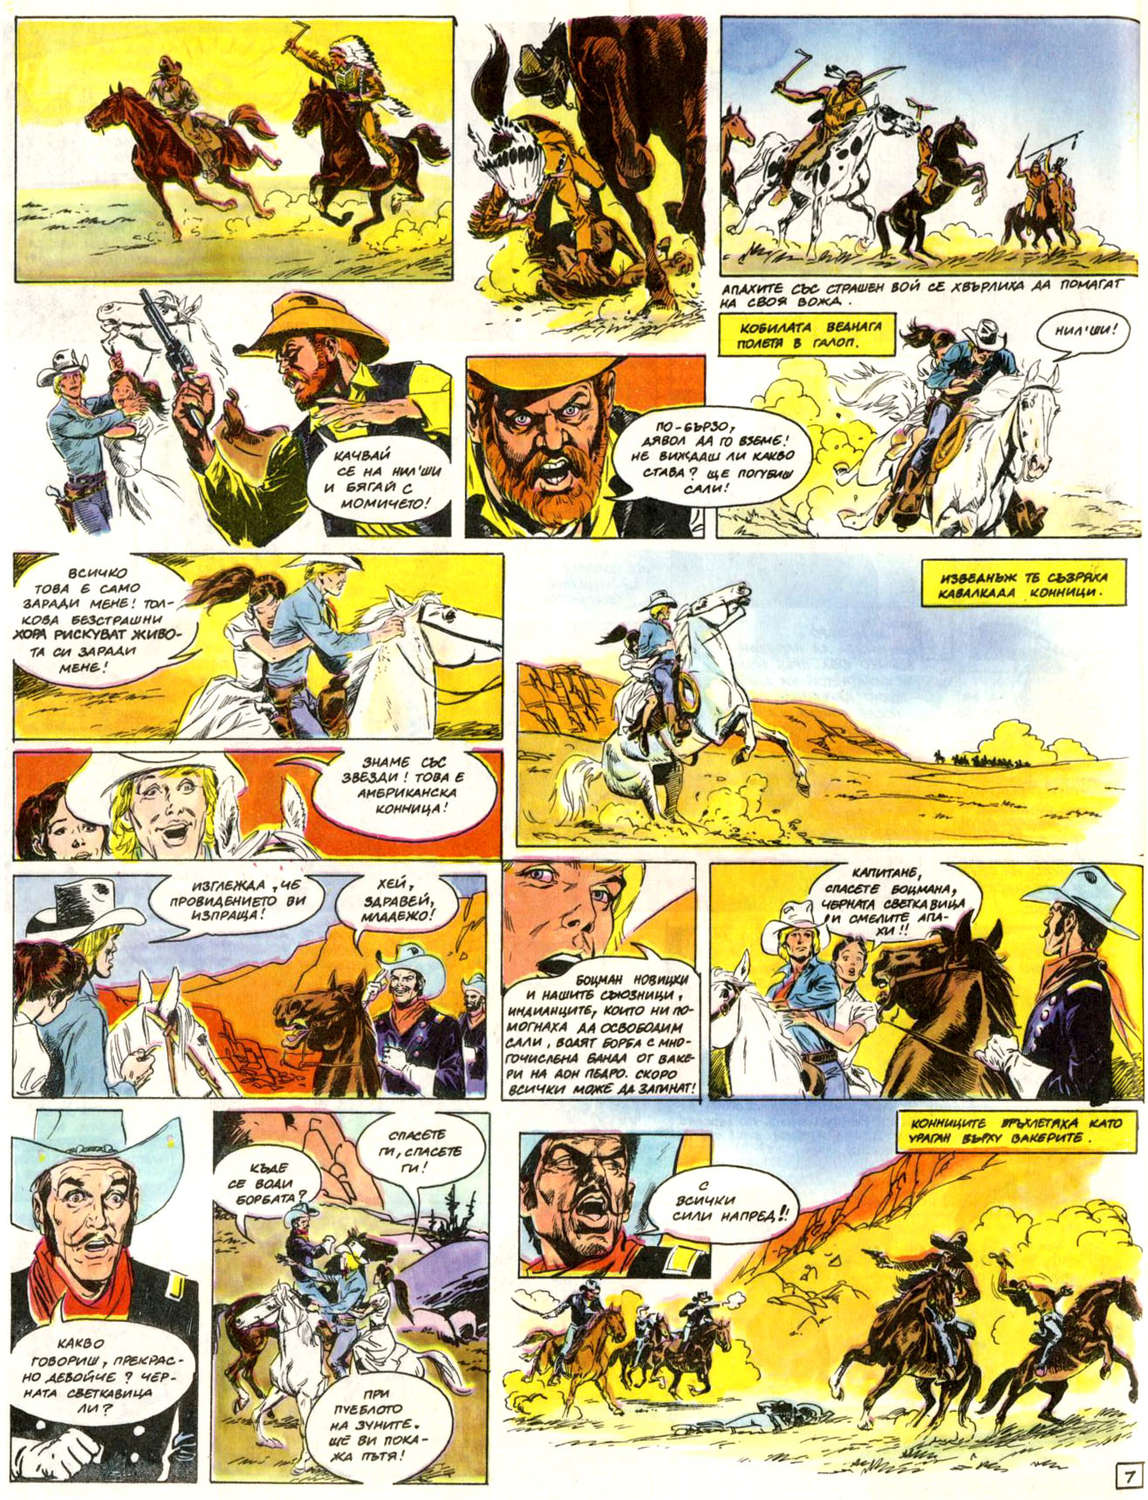 АПАХИТЕ СЪС СТРАШЕН ВОЙ СЕ ХВЪРЛИХА ДА ПОМАГАТ
НА СВОЯ ВОЖД.
КАЧВАЙ
СЕ НА НИЛ'ШИ
И БЯГАЙ С
МОМИЧЕТО!
ПО-БЪРЗО,
ДЯВОЛ ДА ГО ВЗЕМЕ!
НЕ ВИЖДАШ ЛИ КАКВО
СТАВА? ЩЕ ПОГУБИШ
САЛИ!
КОБИЛАТА ВЕДНАГА
ПОЛЕТЯ В ГАЛОП.
НИЛ'ШИ!
ВСИЧКО
ТОВА Е САМО
ЗАРАДИ МЕНЕ! ТОЛ-
КОВА БЕЗСТРАШНИ
ХОРА РИСКУВАТ ЖИВО-
ТА СИ ЗАРАДИ
МЕНЕ!
ИЗВЕДНЪЖ ТЕ СЪЗРЯХА
КАВАЛКАДА КОННИЦИ.
ЗНАМЕ СЪС
ЗВЕЗДИ! ТОВА Е
АМЕРИКАНСКА
КОННИЦА!
ИЗГЛЕЖДА, ЧЕ
ПРОВИДЕНИЕТО ВИ
ИЗПРАЩА!
ХЕЙ,
ЗДРАВЕЙ,
МЛАДЕЖО!
БОЦМАН НОВИЦКИ
И НАШИТЕ СЪЮЗНИЦИ,
ИНДИАНЦИТЕ, КОИТО НИ ПО-
МОГНАХА ДА ОСВОБОДИМ
САЛИ, ВОДЯТ БОРБА С МНО-
ГОЧИСЛЕНА БАНДА ОТ ВАКЕ-
РИ НА ДОН ПЕДРО. СКОРО
ВСИЧКИ МОЖЕ ДА ЗАГИНАТ!
КАПИТАНЕ,
СПАСЕТЕ БОЦМАНА,
ЧЕРНАТА СВЕТКАВИЦА
И СМЕЛИТЕ АПА-
ХИ!!
КАКВО
ГОВОРИШ, ПРЕКРАС-
НО ДЕВОЙЧЕ? ЧЕР-
НАТА СВЕТКАВИЦА
ЛИ?
КЪДЕ
СЕ ВОДИ
БОРБАТА?
СПАСЕТЕ
ГИ, СПАСЕТЕ
ГИ!
ПРИ
ПУЕБЛОТО
НА ЗУНИТЕ.
ЩЕ ВИ ПОКА-
ЖА ПЪТЯ!
С
ВСИЧКИ
СИЛИ НАПРЕД!!
КОННИЦИТЕ ВРЪХЛЕТЯХА КАТО
УРАГАН ВЪРХУ ВАКЕРИТЕ.
7